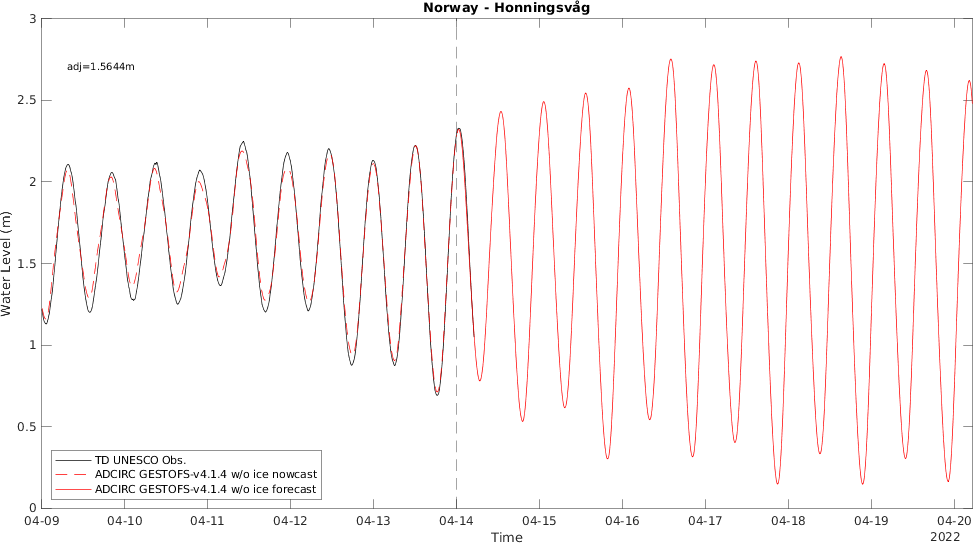 Norway - Honningsvåg
adj=1.5644m
3
2.5
2
1.5
1
0.5
0
Water Level (m)
TD UNESCO Obs.
ADCIRC GESTOFS-v4.1.4 w/o ice nowcast
ADCIRC GESTOFS-v4.1.4 w/o ice forecast
04-09 04-10 04-11 04-12 04-13 04-14 04-15 04-16 04-17 04-18 04-19 04-20
Time
2022